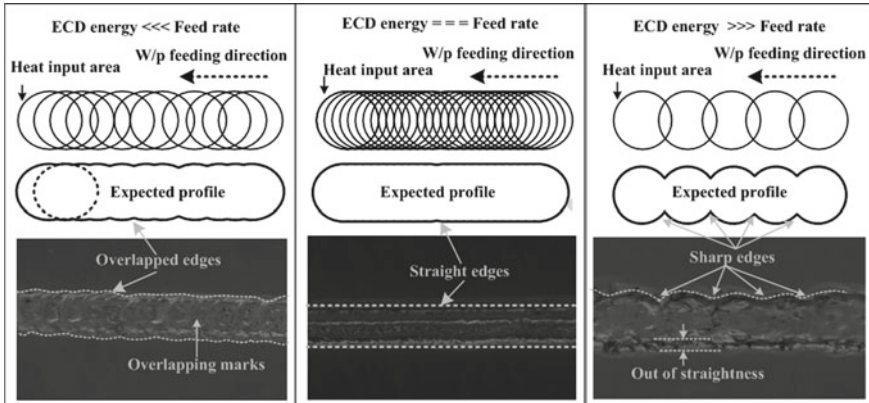 ECD energy <<< Feed rate
W/p feeding direction
Heat input area
Expected profile
Overlapped edges
Overlapping marks
ECD energy = = = Feed rate
W/p feeding direction
Heat input area
Expected profile
Straight edges
ECD energy >>> Feed rate
W/p feeding direction
Heat input area
Expected profile
Sharp edges
Out of straightness